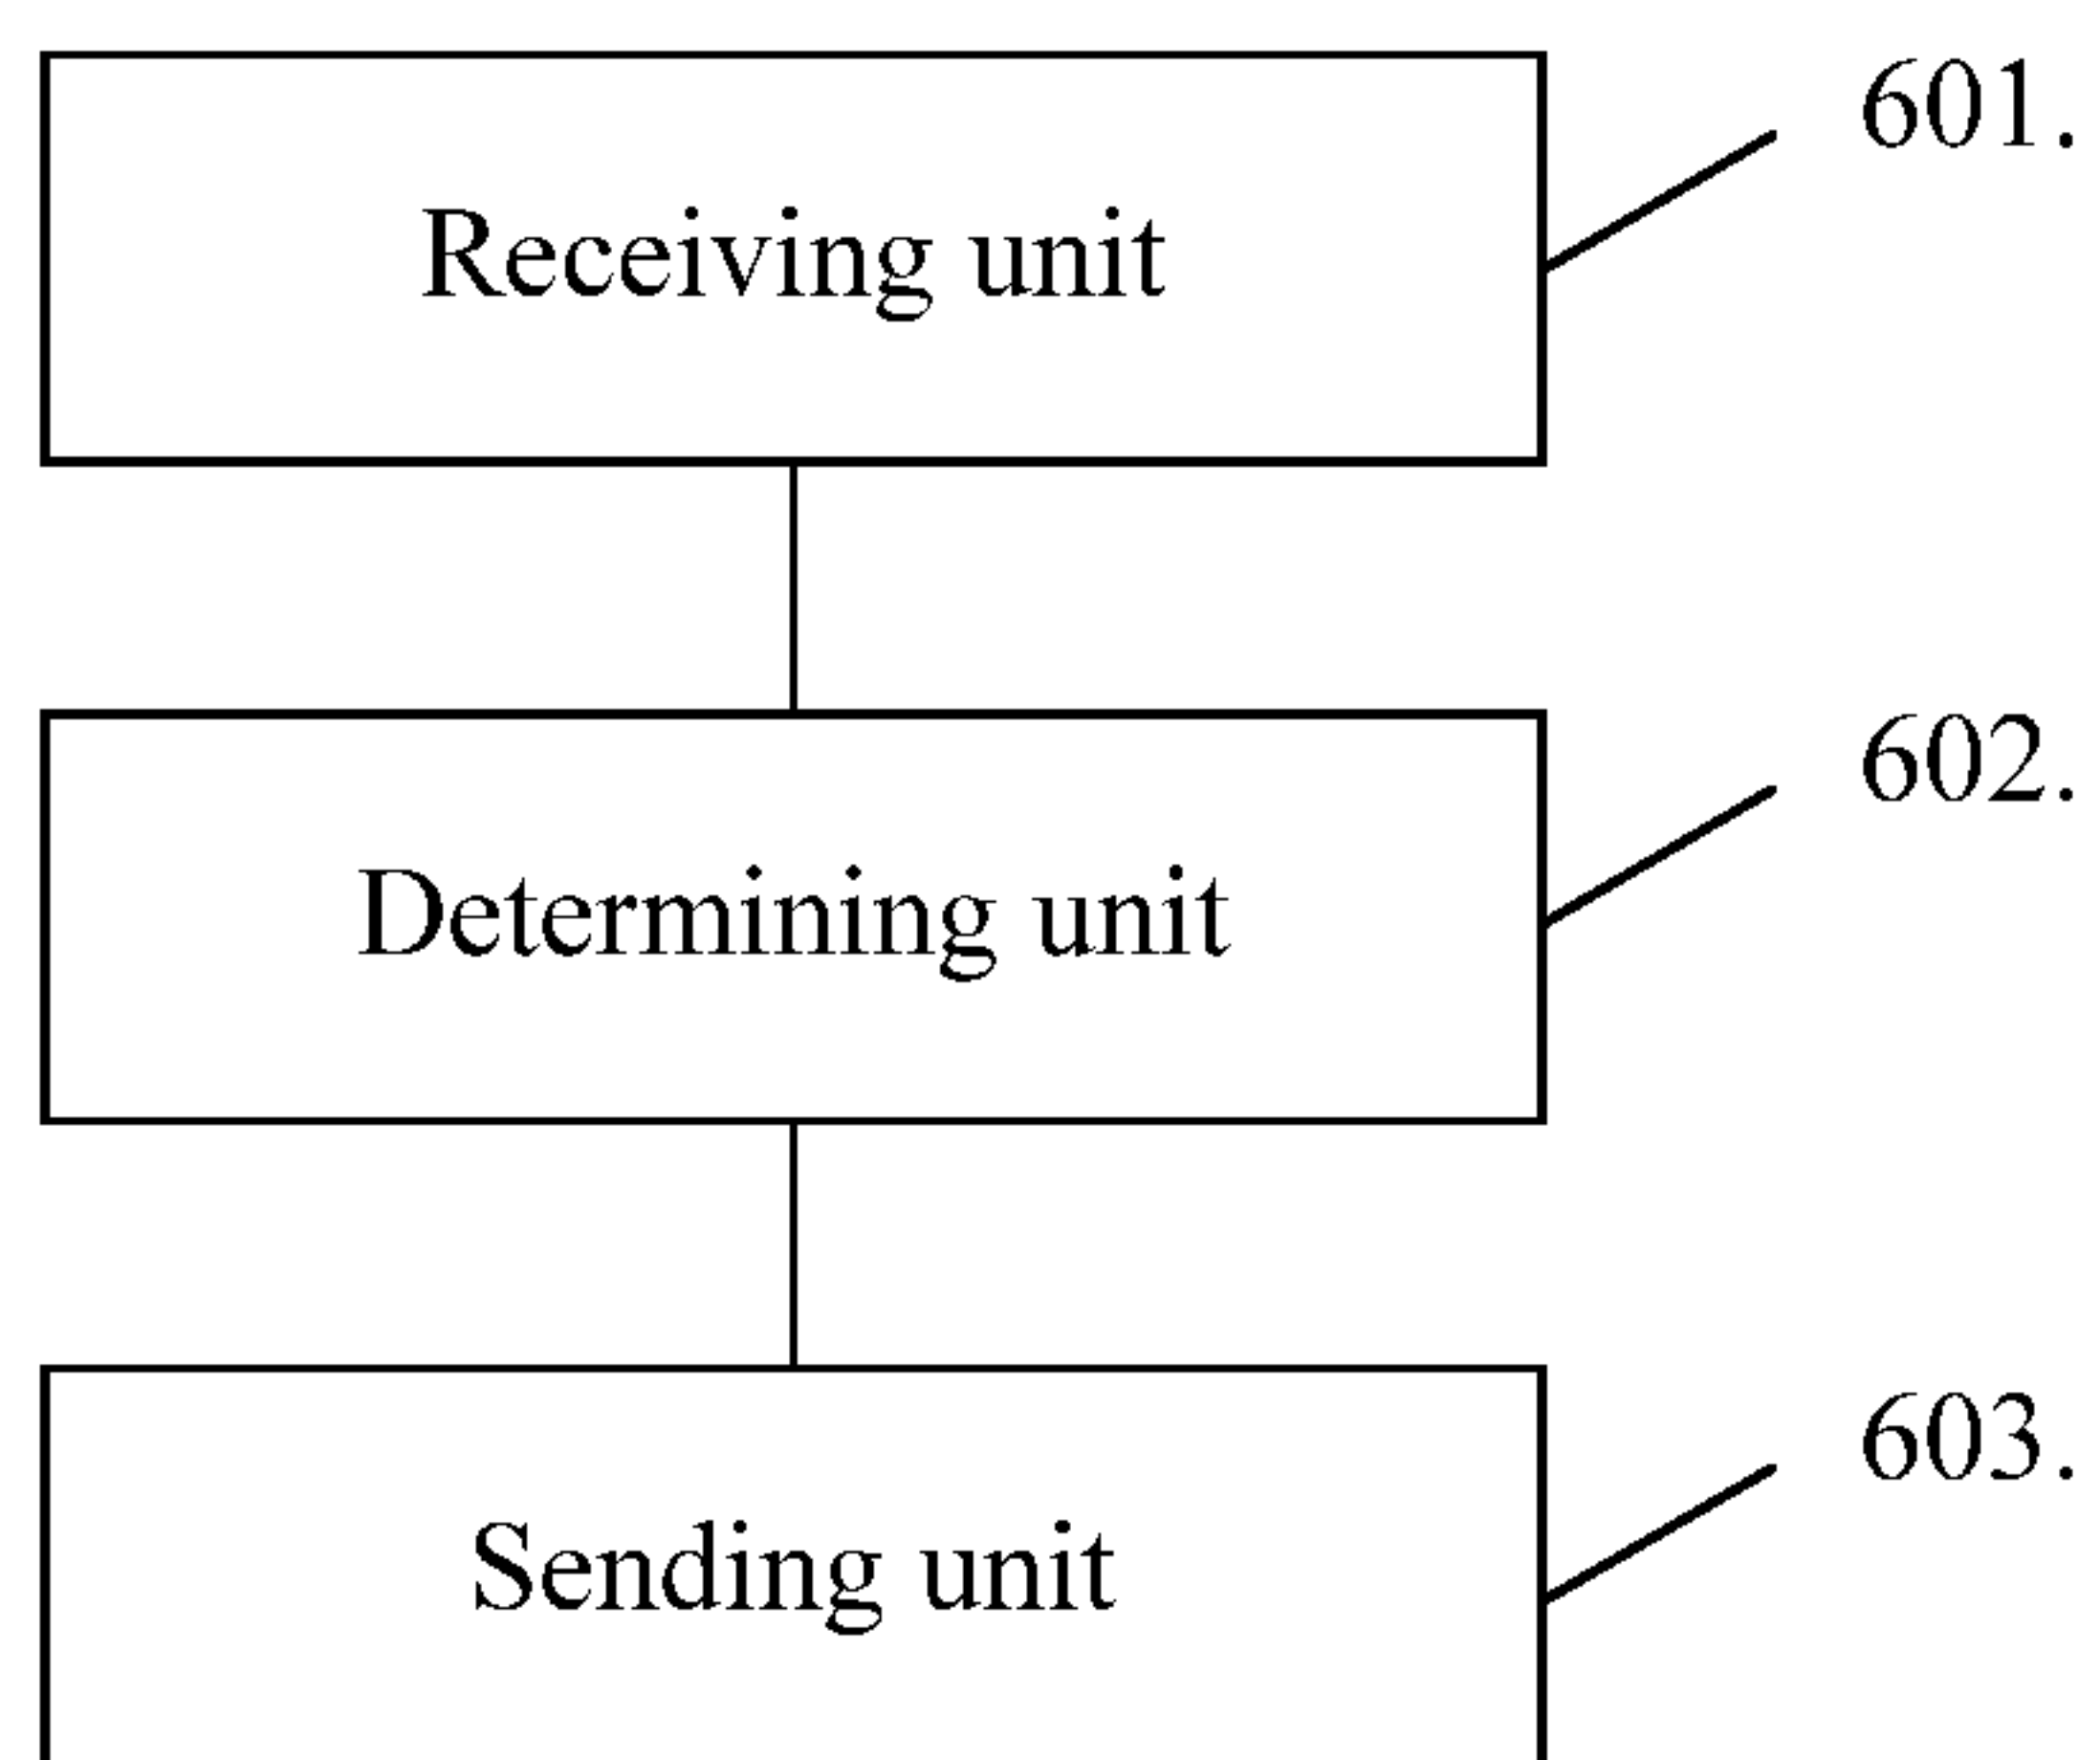 601.
Receiving unit
602.
Determining unit
603.
Sending unit